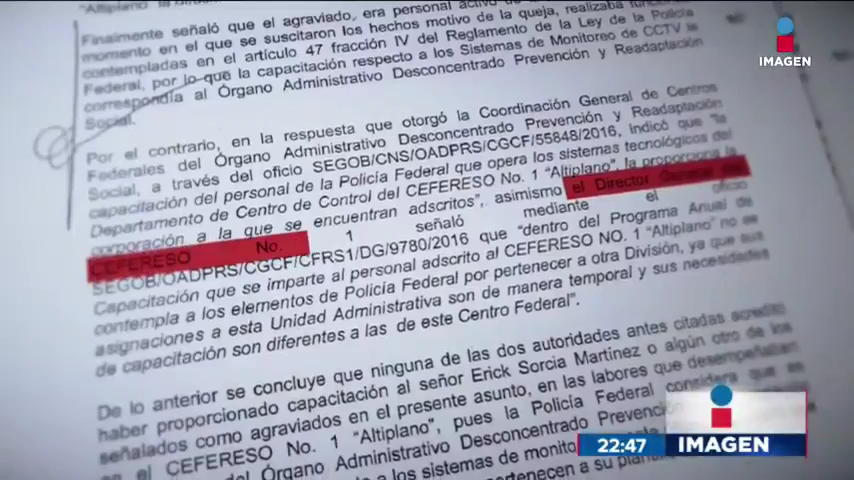 "Altiplano"
Finalmente señaló que el agraviado, era personal activo
momento en el que se suscitaron los hechos motivo de la queja, realizaba
contempladas en el artículo 47 fracción IV del Reglamento de la Ley de la Policía
Federal, por lo que la capacitación respecto a los Sistemas de Monitoreo de CCTV le
correspondía al Órgano Administrativo Desconcentrado Prevención y Readaptación
Social.
Por el contrario, en la respuesta que otorgó la Coordinación General de Centros
Federales del Órgano Administrativo Desconcentrado Prevención y Readaptación
Social, a través del oficio SEGOB/CNS/OADPRS/CGCF/55848/2016, indicó que "la
capacitación del personal de la Policía Federal que opera los sistemas tecnológicos del
Departamento de Centro de Control del CEFERESO No. 1 "Altiplano", la proporciona la
corporación a la que se encuentran adscritos", asimismo el Director General del
CEFERESO No. 1 señaló mediante el oficio
SEGOB/OADPRS/CGCF/CFRS1/DG/9780/2016 que "dentro del Programa Anual de
Capacitación que se imparte al personal adscrito al CEFERESO NO. 1 "Altiplano" no se
contempla a los elementos de Policía Federal por pertenecer a otra División, ya que sus
asignaciones a esta Unidad Administrativa son de manera temporal y sus necesidades
de capacitación son diferentes a las de este Centro Federal".
De lo anterior se concluye que ninguna de las dos autoridades antes citadas acreditó
haber proporcionado capacitación al señor Erick Sorcia Martínez o algún otro de los
señalados como agraviados en el presente asunto, en las labores que desempeñaban
en el CEFERESO NO. 1 "Altiplano", pues la Policía Federal considera que
del Órgano Administrativo Desconcentrado Prevención
a los sistemas de
pertenecen a su
IMAGEN
22:47
IMAGEN